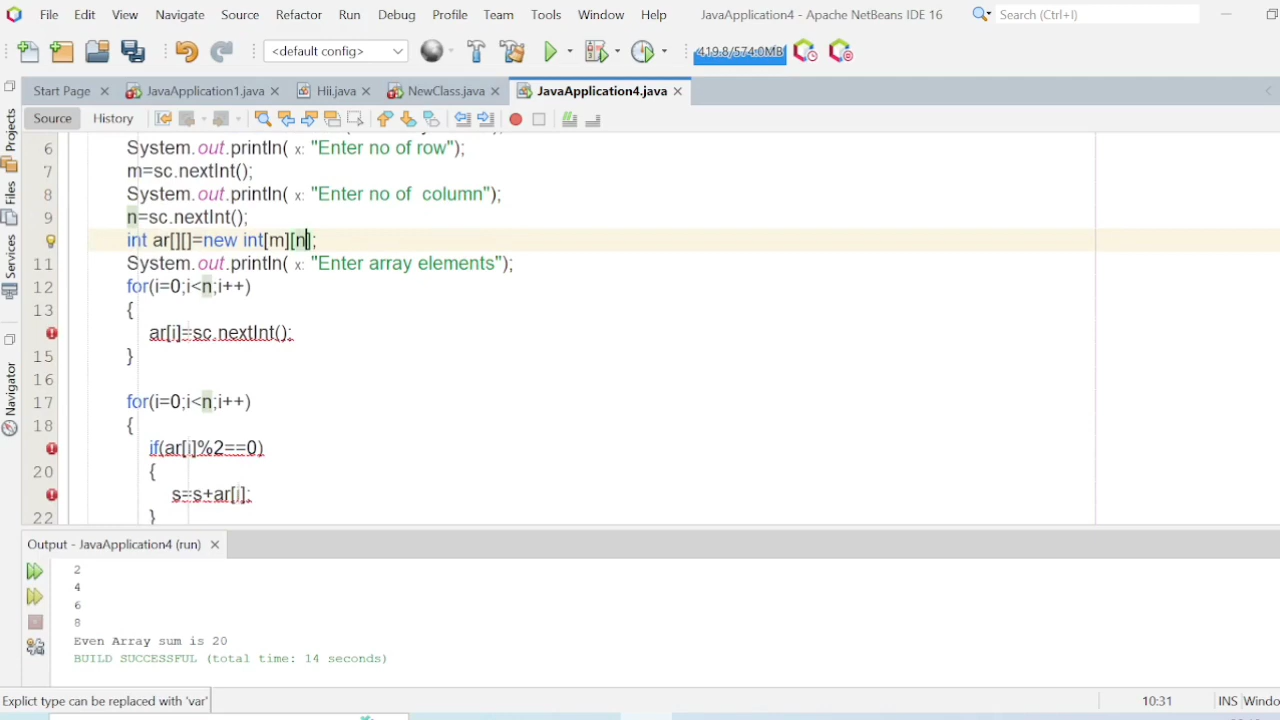 File Edit View Navigate Source Refactor Run Debug Profile Team Tools Window Help JavaApplication4 - Apache NetBeans IDE 16 Search (Ctrl+I)
<default config> 419.8/574.0MB
Start Page JavaApplication1.java Hii.java NewClass.java JavaApplication4.java
Source History
Projects
Files
Services
Navigator
6 System.out.println( x: "Enter no of row");
7 m=sc.nextInt();
8 System.out.println( x: "Enter no of  column");
9 n=sc.nextInt();
int ar[][]=new int[m][n];
11 System.out.println( x: "Enter array elements");
12 for(i=0;i<n;i++)
13 {
ar[i]=sc.nextInt();
15 }
16
17 for(i=0;i<n;i++)
18 {
if(ar[i]%2==0)
20 {
s=s+ar[i];
22 }
Output - JavaApplication4 (run)
2
4
6
8
Even Array sum is 20
BUILD SUCCESSFUL (total time: 14 seconds)
Explict type can be replaced with 'var' 10:31 INS Windo